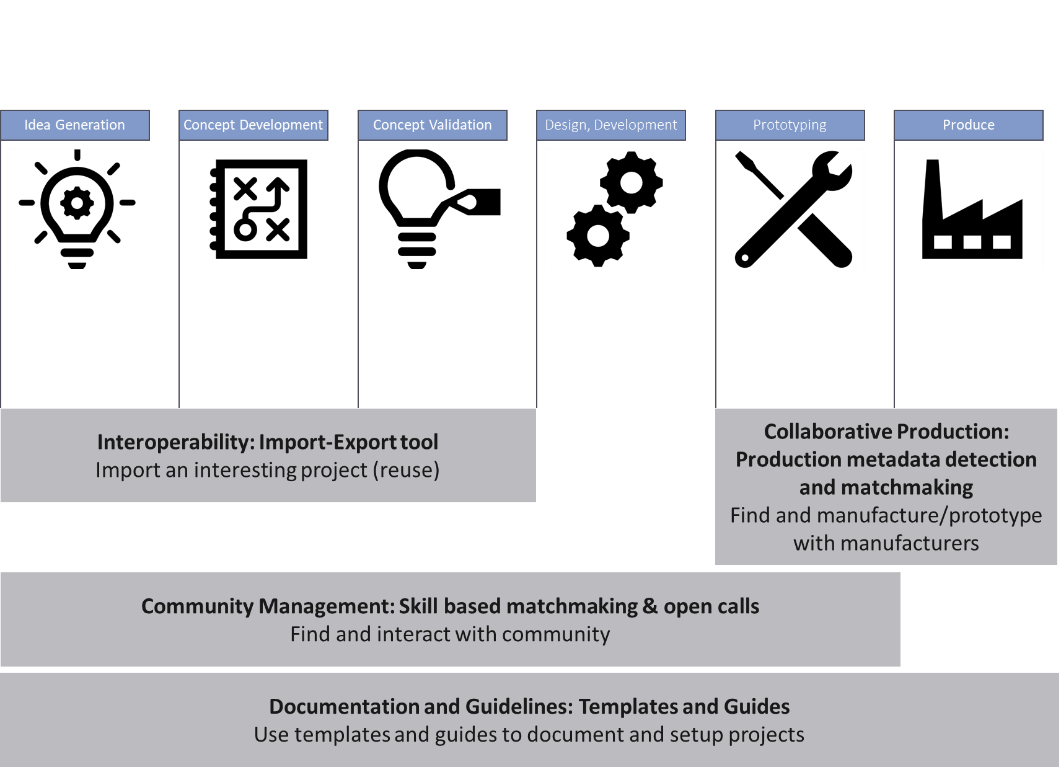 Idea Generation
Concept Development
Concept Validation
Design, Development
Prototyping
Produce
Interoperability: Import-Export tool
Import an interesting project (reuse)
Collaborative Production:
Production metadata detection
and matchmaking
Find and manufacture/prototype
with manufacturers
Community Management: Skill based matchmaking & open calls
Find and interact with community
Documentation and Guidelines: Templates and Guides
Use templates and guides to document and setup projects